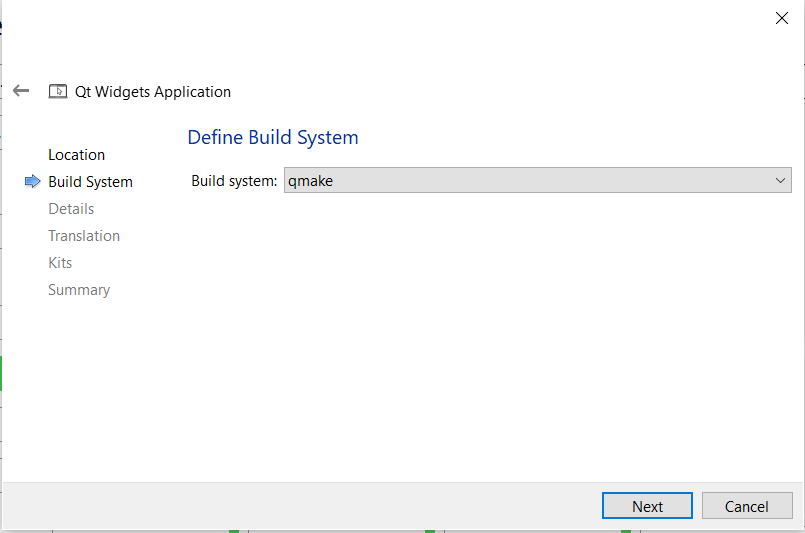 Qt Widgets Application
Define Build System
Location
Build System
Build system: qmake
Details
Translation
Kits
Summary
Next Cancel